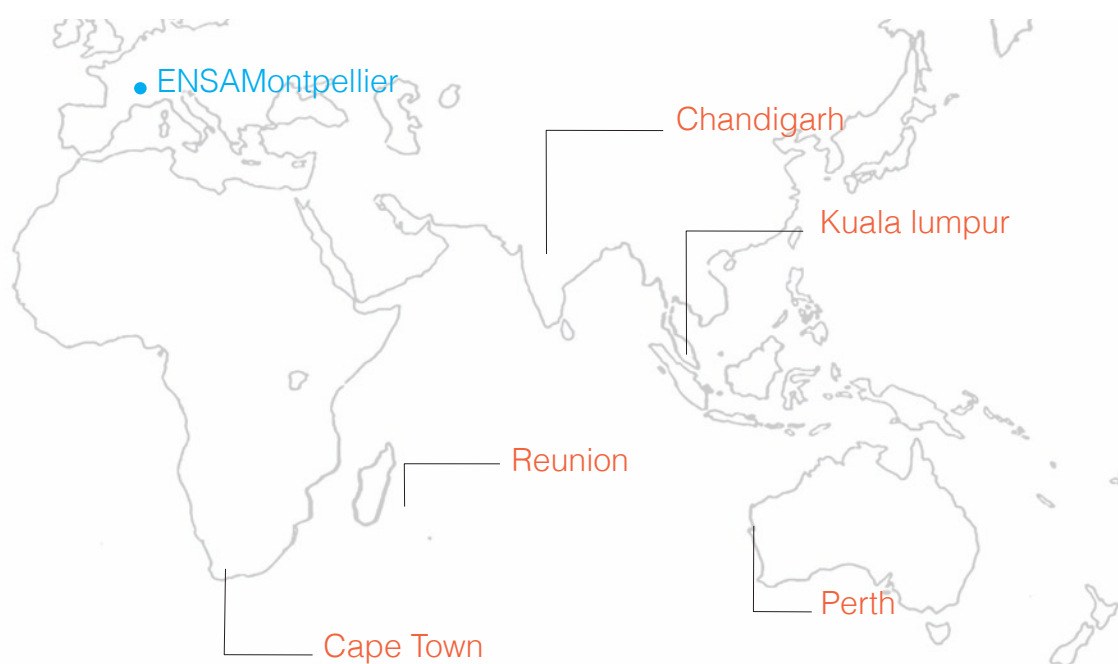 ENSAMontpellier
Chandigarh
Kuala lumpur
Reunion
Perth
Cape Town